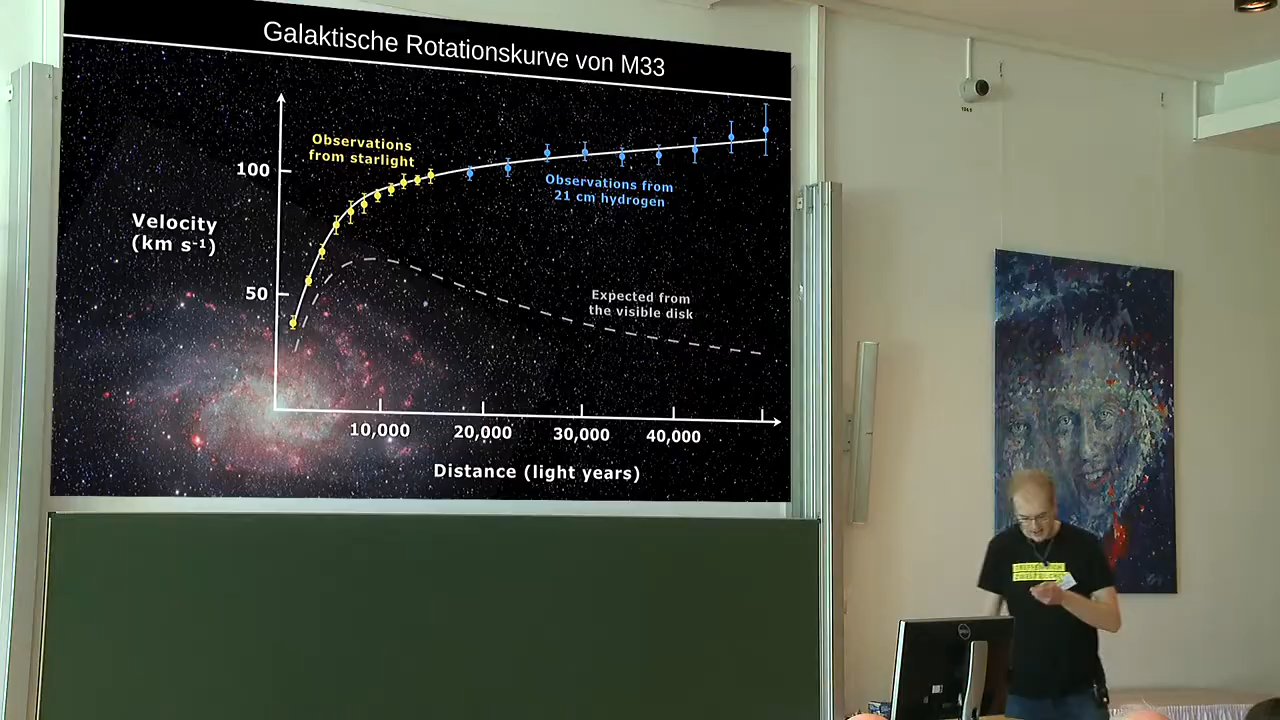 Galaktische Rotationskurve von M33
Observations
from starlight
100
Observations from
21 cm hydrogen
Velocity
(km s⁻¹)
50
Expected from
the visible disk
10,000
20,000
30,000
40,000
Distance (light years)
DELL